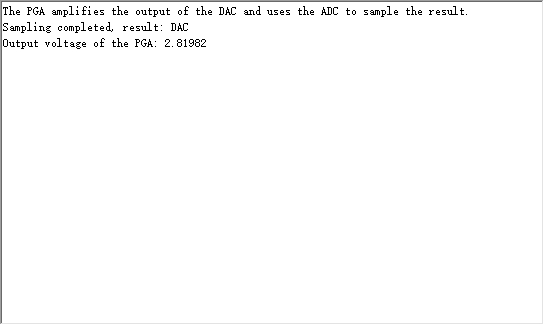 The PGA amplifies the output of the DAC and uses the ADC to sample the result.
Sampling completed, result: DAC
Output voltage of the PGA: 2.81982